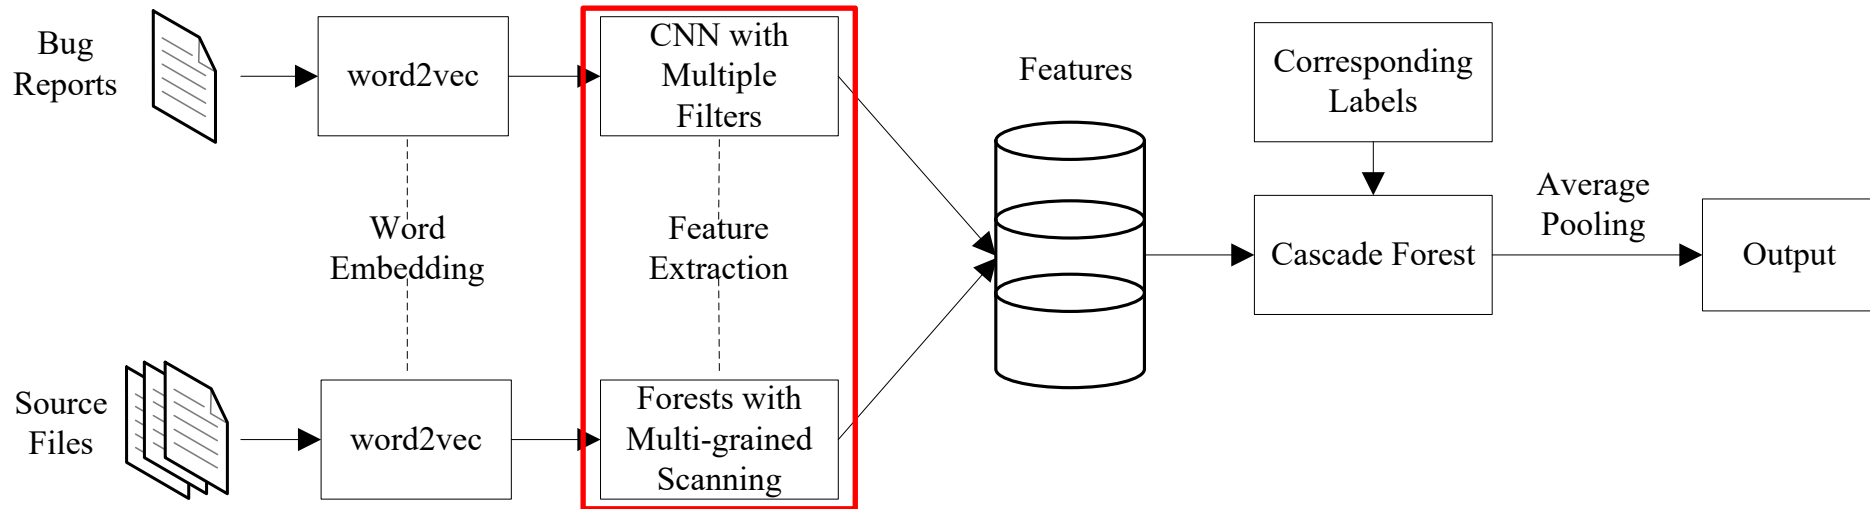 Bug
Reports
word2vec
CNN with
Multiple
Filters
Features
Corresponding
Labels
Word
Embedding
Feature
Extraction
Cascade Forest
Average
Pooling
Output
Source
Files
word2vec
Forests with
Multi-grained
Scanning